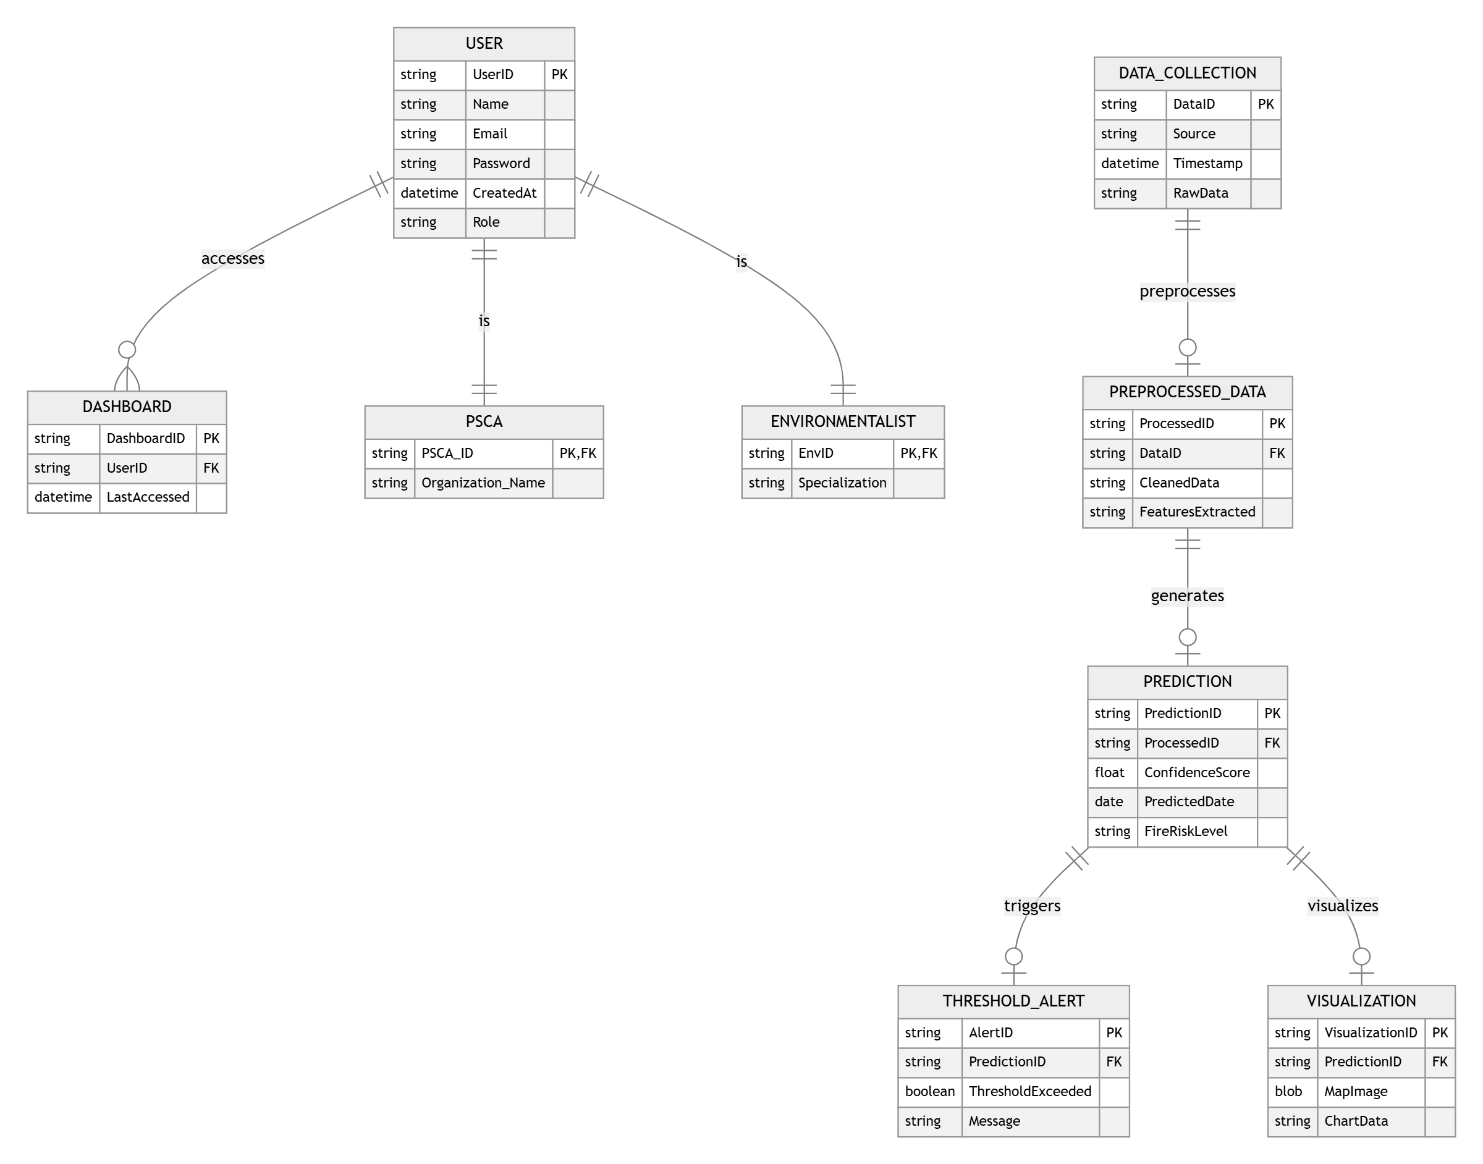 USER
string UserID PK
string Name
string Email
string Password
datetime CreatedAt
string Role
DATA_COLLECTION
string DataID PK
string Source
datetime Timestamp
string RawData
accesses
is
is
preprocesses
DASHBOARD
string DashboardID PK
string UserID FK
datetime LastAccessed
PSCA
string PSCA_ID PK,FK
string Organization_Name
ENVIRONMENTALIST
string EnvID PK,FK
string Specialization
PREPROCESSED_DATA
string ProcessedID PK
string DataID FK
string CleanedData
string FeaturesExtracted
generates
PREDICTION
string PredictionID PK
string ProcessedID FK
float ConfidenceScore
date PredictedDate
string FireRiskLevel
triggers
visualizes
THRESHOLD_ALERT
string AlertID PK
string PredictionID FK
boolean ThresholdExceeded
string Message
VISUALIZATION
string VisualizationID PK
string PredictionID FK
blob MapImage
string ChartData